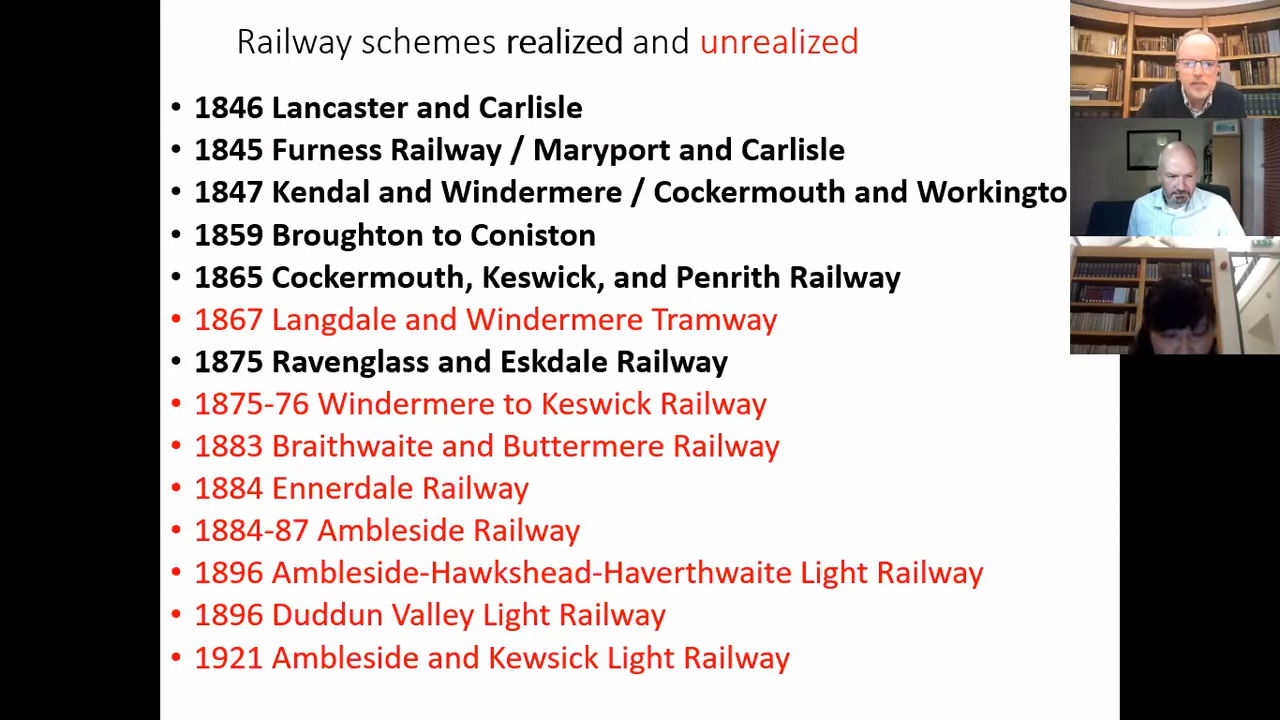 Railway schemes realized and unrealized
• 1846 Lancaster and Carlisle
• 1845 Furness Railway / Maryport and Carlisle
• 1847 Kendal and Windermere / Cockermouth and Workingto
• 1859 Broughton to Coniston
• 1865 Cockermouth, Keswick, and Penrith Railway
• 1867 Langdale and Windermere Tramway
• 1875 Ravenglass and Eskdale Railway
• 1875-76 Windermere to Keswick Railway
• 1883 Braithwaite and Buttermere Railway
• 1884 Ennerdale Railway
• 1884-87 Ambleside Railway
• 1896 Ambleside-Hawkshead-Haverthwaite Light Railway
• 1896 Duddun Valley Light Railway
• 1921 Ambleside and Kewsick Light Railway